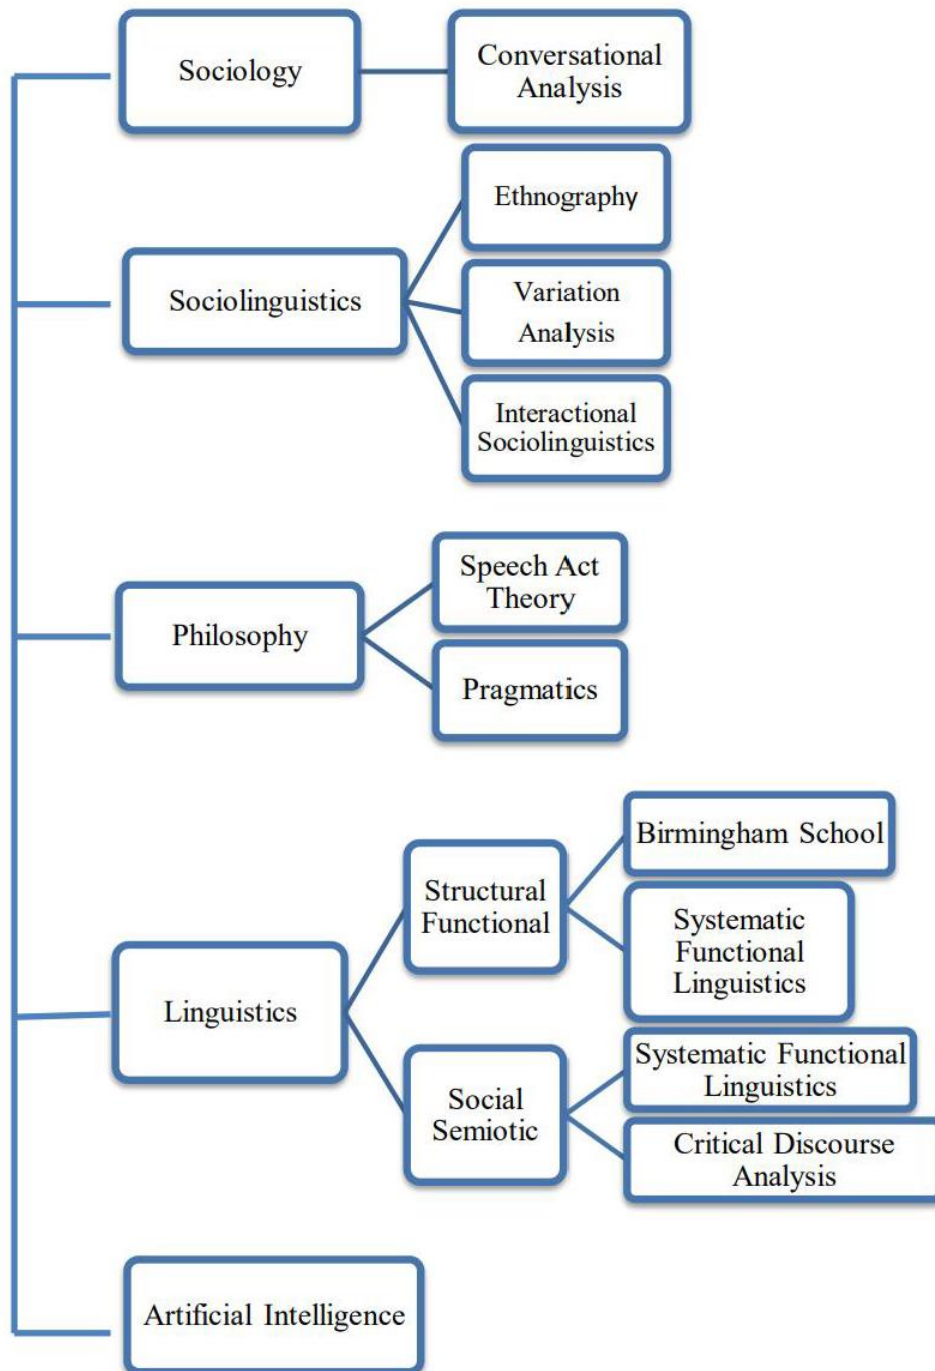 Sociology
Conversational
Analysis
Ethnography
Sociolinguistics
Variation
Analysis
Interactional
Sociolinguistics
Philosophy
Speech Act
Theory
Pragmatics
Linguistics
Structural
Functional
Birmingham School
Systematic
Functional
Linguistics
Social
Semiotic
Systematic Functional
Linguistics
Critical Discourse
Analysis
Artificial Intelligence